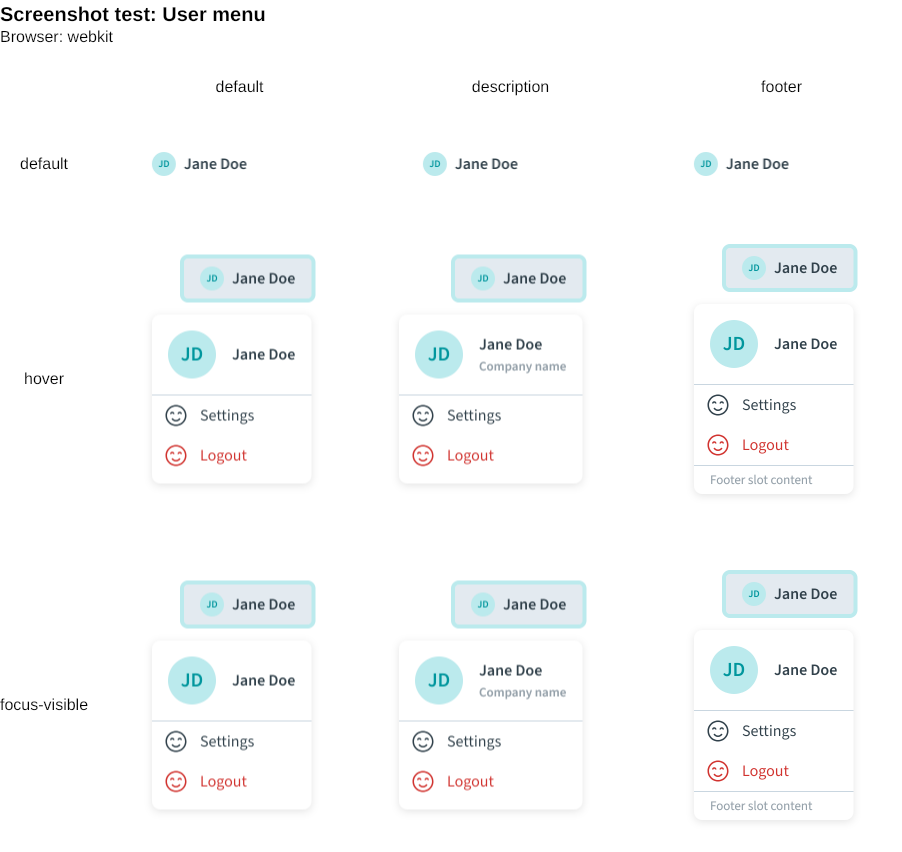 Screenshot test: User menu
Browser: webkit
default description footer
default JD Jane Doe JD Jane Doe JD Jane Doe
hover
JD Jane Doe
JD Jane Doe
Settings
Logout
JD Jane Doe
JD Jane Doe
Company name
Settings
Logout
JD Jane Doe
JD Jane Doe
Settings
Logout
Footer slot content
focus-visible
JD Jane Doe
JD Jane Doe
Settings
Logout
JD Jane Doe
JD Jane Doe
Company name
Settings
Logout
JD Jane Doe
JD Jane Doe
Settings
Logout
Footer slot content